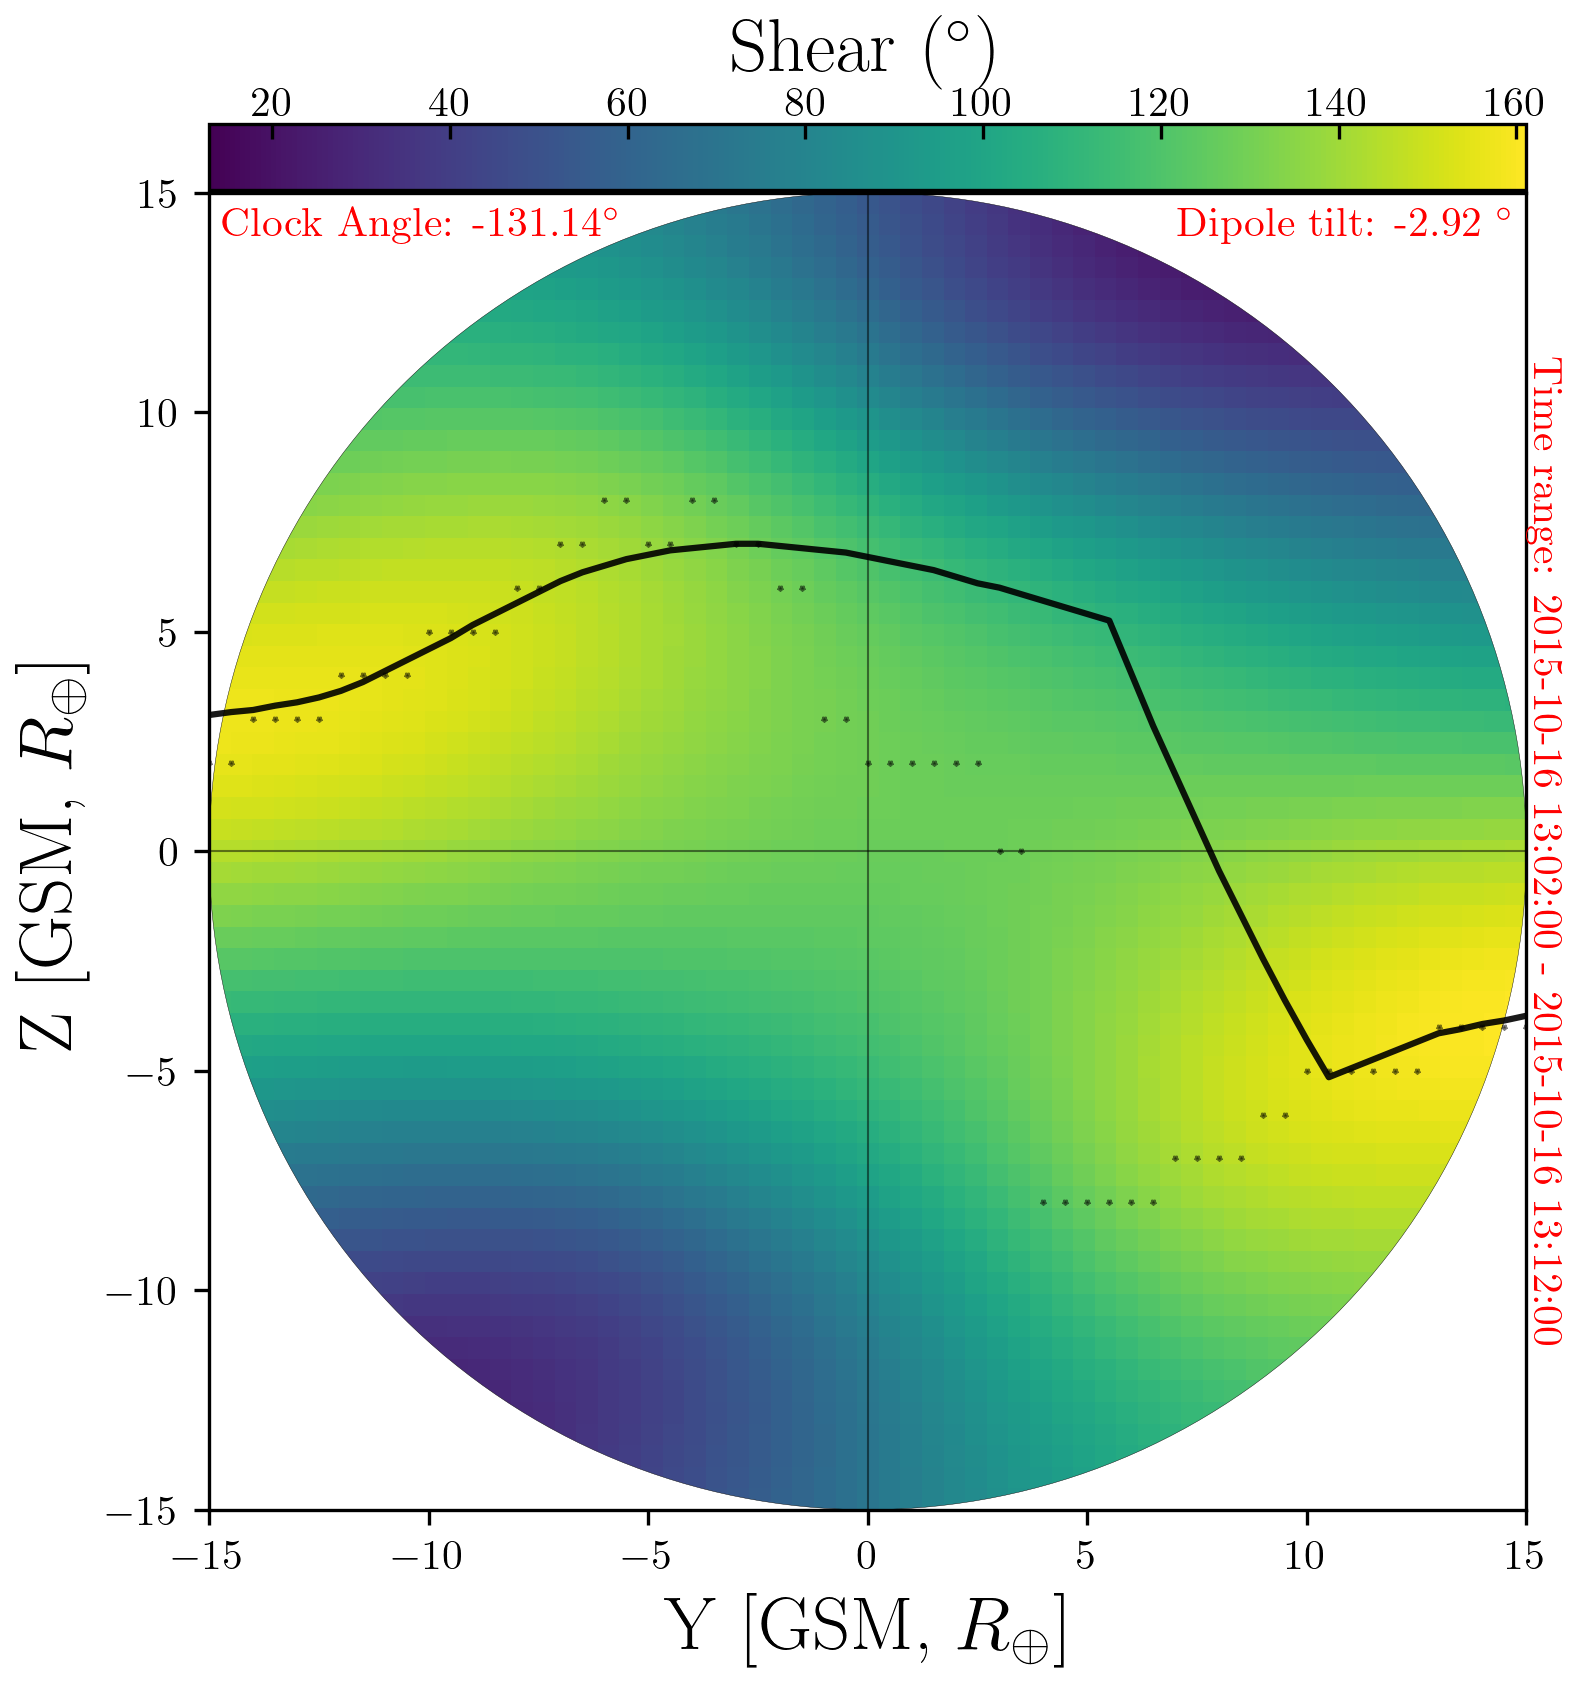 Shear (°)
20 40 60 80 100 120 140 160
Clock Angle: -131.14°
Dipole tilt: -2.92 °
Time range: 2015-10-16 13:02:00 - 2015-10-16 13:12:00
Z [GSM, R⊕]
15
10
5
0
−5
−10
−15
−15 −10 −5 0 5 10 15
Y [GSM, R⊕]